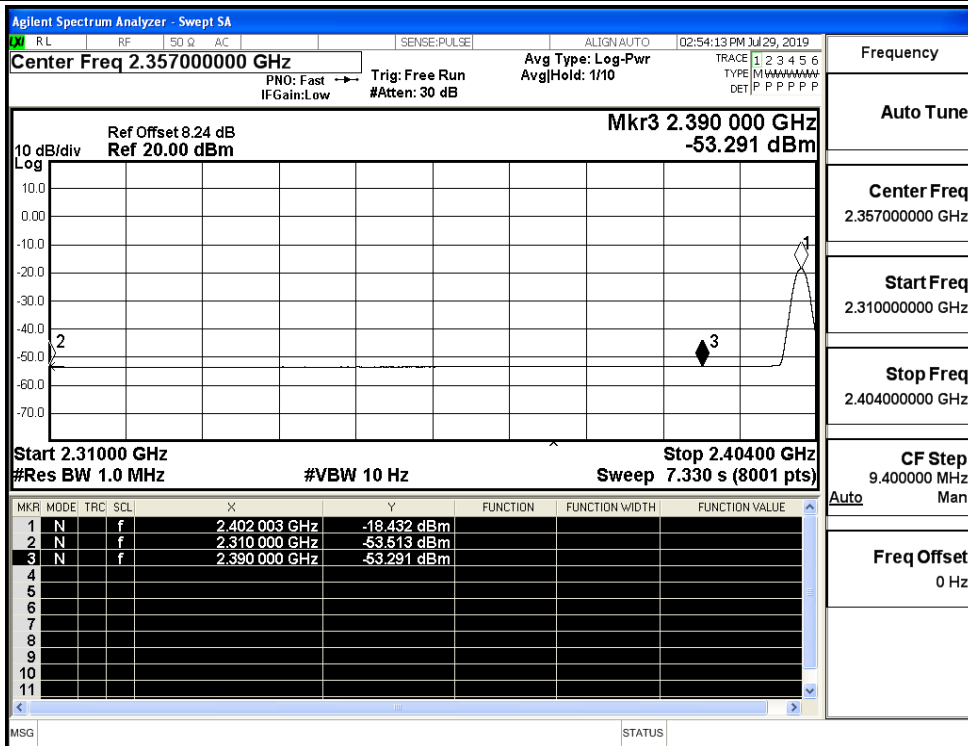 Agilent Spectrum Analyzer - Swept SA
LXI RL RF 50 Ω AC SENSE:PULSE ALIGN AUTO 02:54:13 PM Jul 29, 2019
Center Freq 2.357000000 GHz
PNO: Fast
IFGain:Low
Trig: Free Run
#Atten: 30 dB
Avg Type: Log-Pwr
Avg|Hold: 1/10
TRACE 1 2 3 4 5 6
TYPE M WWWWW
DET P P P P P P
Ref Offset 8.24 dB
Ref 20.00 dBm
10 dB/div
Log
Mkr3 2.390 000 GHz
-53.291 dBm
10.0
0.00
-10.0
-20.0
-30.0
-40.0
-50.0
-60.0
-70.0
1
2
3
Start 2.31000 GHz Stop 2.40400 GHz
#Res BW 1.0 MHz #VBW 10 Hz Sweep 7.330 s (8001 pts)
MKR MODE TRC SCL X Y FUNCTION FUNCTION WIDTH FUNCTION VALUE
1 N f 2.402 003 GHz -18.432 dBm
2 N f 2.310 000 GHz -53.513 dBm
3 N f 2.390 000 GHz -53.291 dBm
4
5
6
7
8
9
10
11
MSG STATUS
Frequency
Auto Tune
Center Freq
2.357000000 GHz
Start Freq
2.310000000 GHz
Stop Freq
2.404000000 GHz
CF Step
9.400000 MHz
Auto Man
Freq Offset
0 Hz